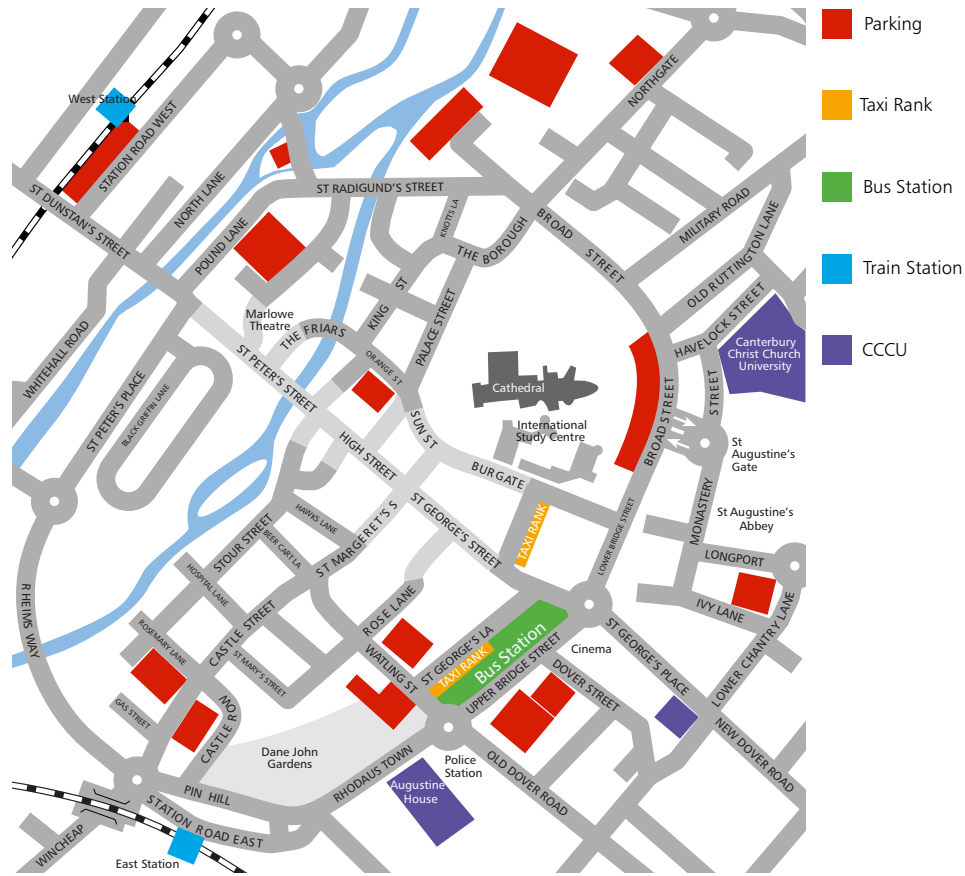 Parking
Taxi Rank
Bus Station
Train Station
CCCU
West Station
STATION ROAD WEST
NORTHGATE
ST DUNSTAN'S STREET
NORTH LANE
ST RADIGUND'S STREET
KNOTTS LA
POUND LANE
THE BOROUGH
BROAD
STREET
MILITARY ROAD
OLD RUTTINGTON LANE
HAVELOCK STREET
Marlowe
Theatre
THE FRIARS
KING
ST
PALACE STREET
ORANGE ST
WHITEHALL ROAD
ST PETER'S STREET
ST PETER'S PLACE
BLACK GRIFFIN LANE
Cathedral
International
Study Centre
Canterbury
Christ Church
University
STREET
BROAD STREET
SUN ST
HIGH STREET
BURGATE
St
Augustine's
Gate
MONASTERY
St Augustine's
Abbey
LONGPORT
IVY LANE
LOWER CHANTRY LANE
LOWER BRIDGE STREET
TAXI RANK
ST GEORGE'S STREET
ST MARGERET'S S
HAWKS LANE
BEER CART LA
STOUR STREET
HOSPITAL LANE
CASTLE STREET
ROSE LANE
RHEIMS WAY
ROSEMARY LANE
ST MARY'S STREET
GAS STREET
CASTLE ROW
WATLING ST
ST GEORGE'S LA
TAXI RANK
Bus Station
UPPER BRIDGE STREET
Cinema
ST GEORGE'S PLACE
DOVER STREET
NEW DOVER ROAD
OLD DOVER ROAD
Police
Station
Augustine
House
RHODAUS TOWN
Dane John
Gardens
PIN HILL
STATION ROAD EAST
WINCHEAP
East Station